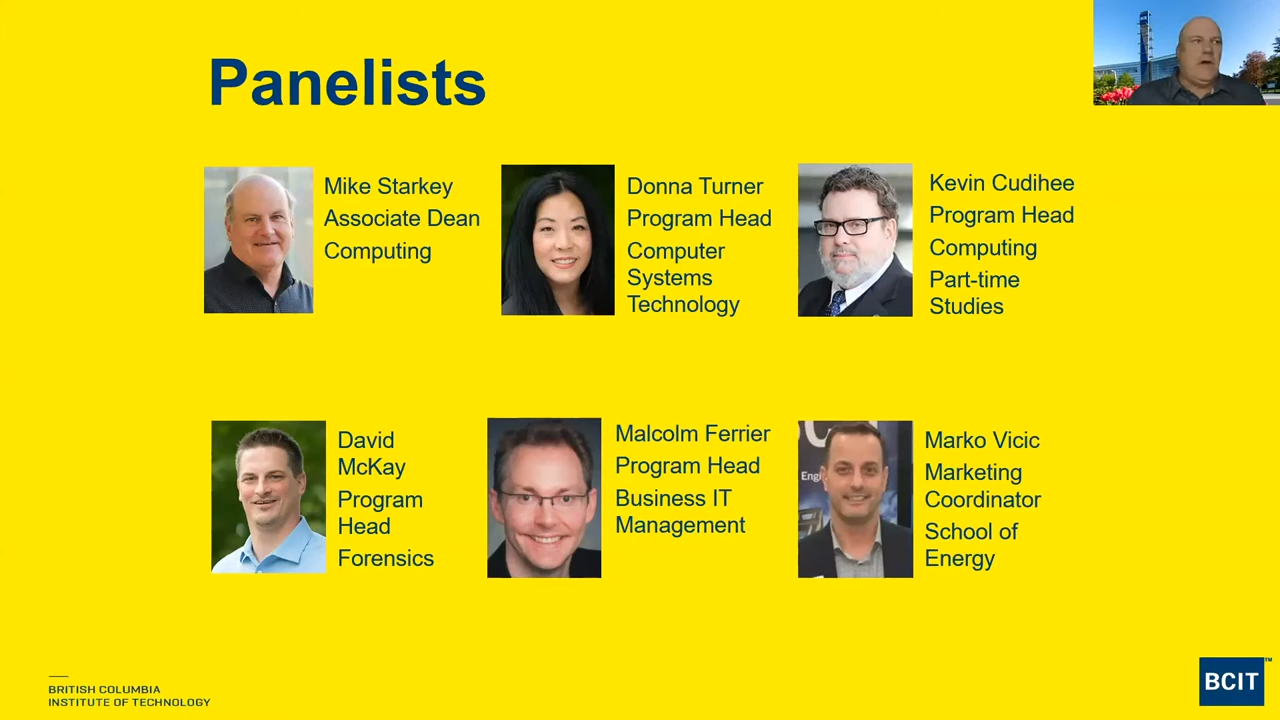 Panelists
Mike Starkey
Associate Dean
Computing
Donna Turner
Program Head
Computer
Systems
Technology
Kevin Cudihee
Program Head
Computing
Part-time
Studies
David
McKay
Program
Head
Forensics
Malcolm Ferrier
Program Head
Business IT
Management
Engi
Marko Vicic
Marketing
Coordinator
School of
Energy
BRITISH COLUMBIA
INSTITUTE OF TECHNOLOGY
BCIT™